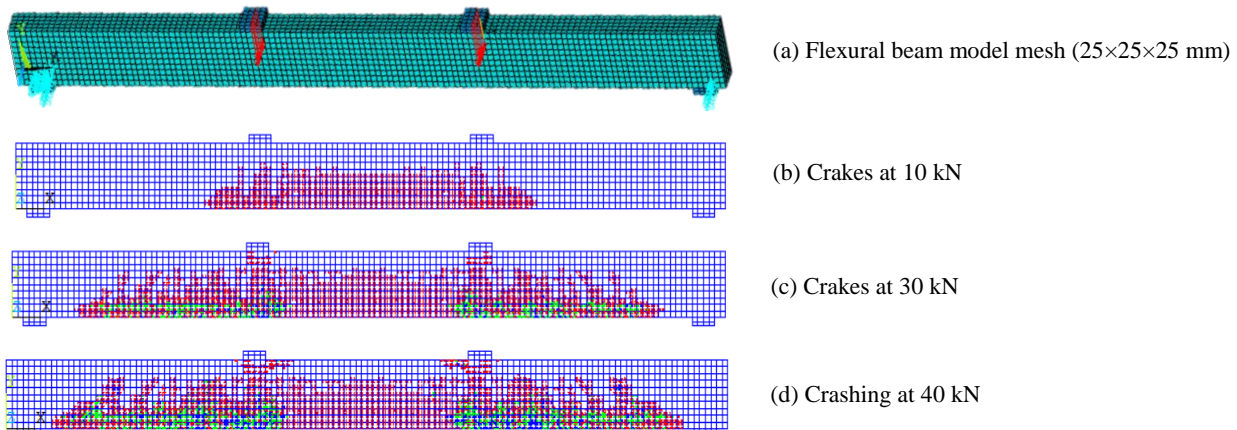 (a) Flexural beam model mesh (25×25×25 mm)
(b) Crakes at 10 kN
(c) Crakes at 30 kN
(d) Crashing at 40 kN